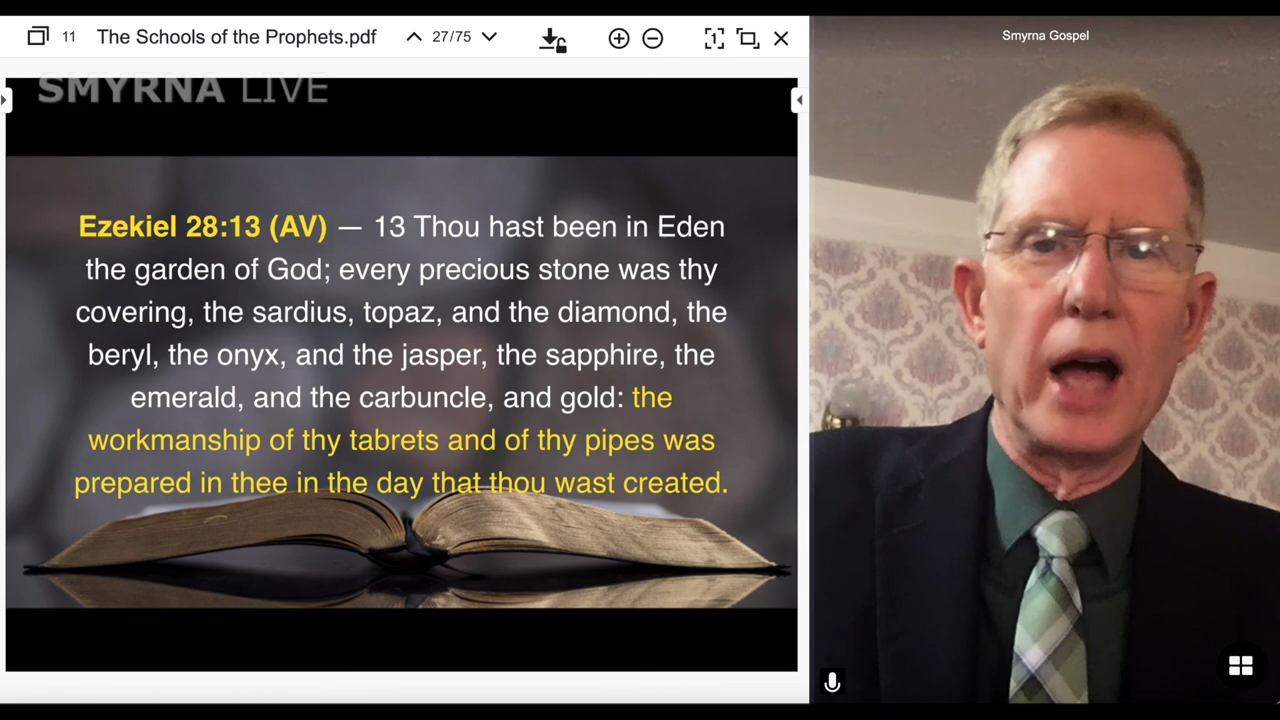 11 The Schools of the Prophets.pdf 27/75
Smyrna Gospel
SMYRNA LIVE
Ezekiel 28:13 (AV) — 13 Thou hast been in Eden
the garden of God; every precious stone was thy
covering, the sardius, topaz, and the diamond, the
beryl, the onyx, and the jasper, the sapphire, the
emerald, and the carbuncle, and gold: the
workmanship of thy tabrets and of thy pipes was
prepared in thee in the day that thou wast created.